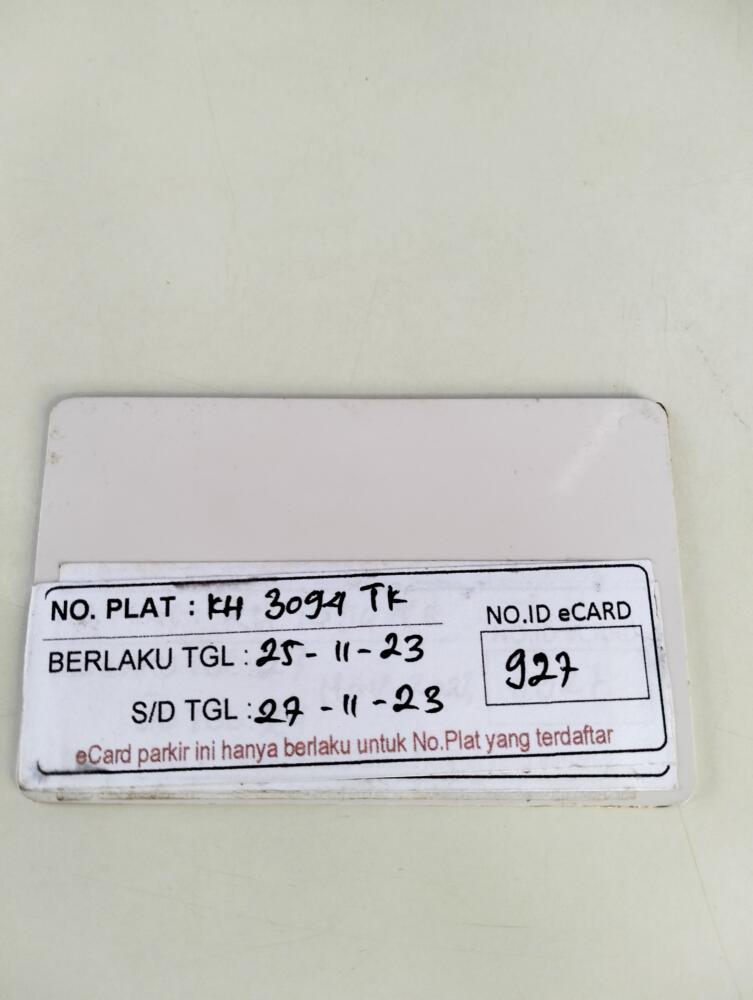 NO. PLAT : KH 3094 TK
NO.ID eCARD
BERLAKU TGL : 25-11-23
927
S/D TGL : 27-11-23
eCard parkir ini hanya berlaku untuk No.Plat yang terdaftar